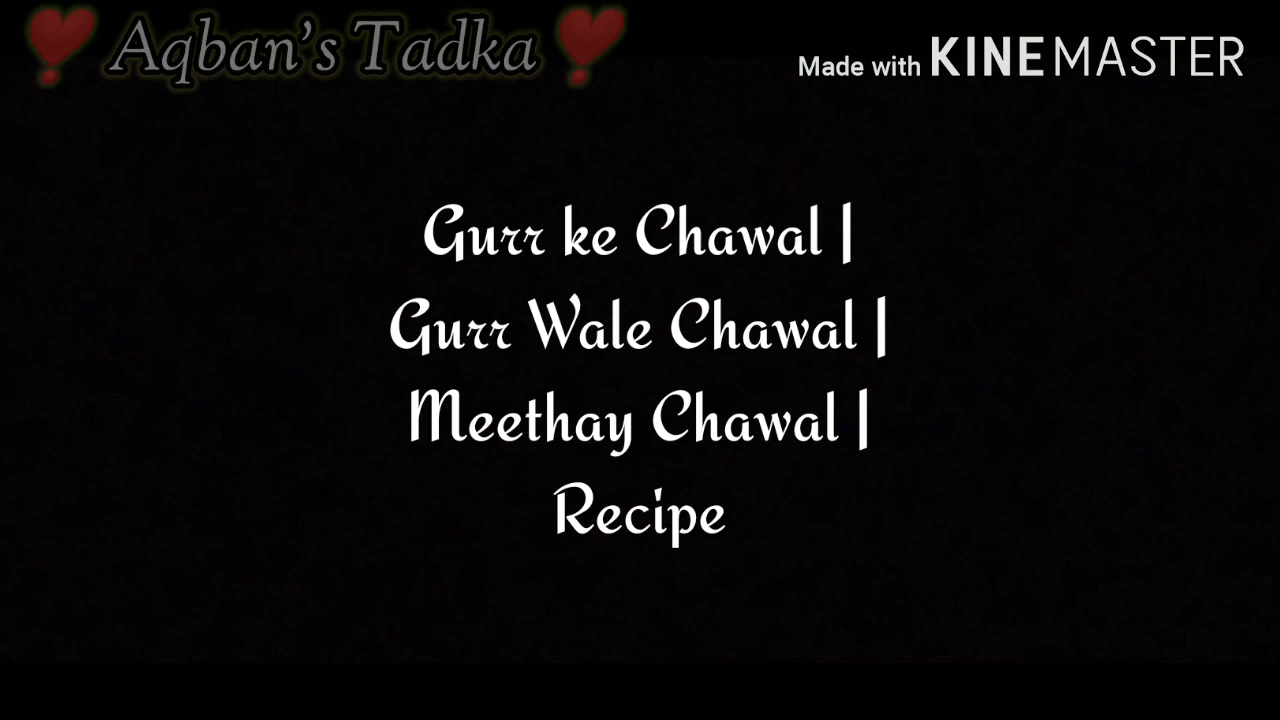 Aqban's Tadka
Made with KINEMASTER
Gurr ke Chawal |
Gurr Wale Chawal |
Meethay Chawal |
Recipe